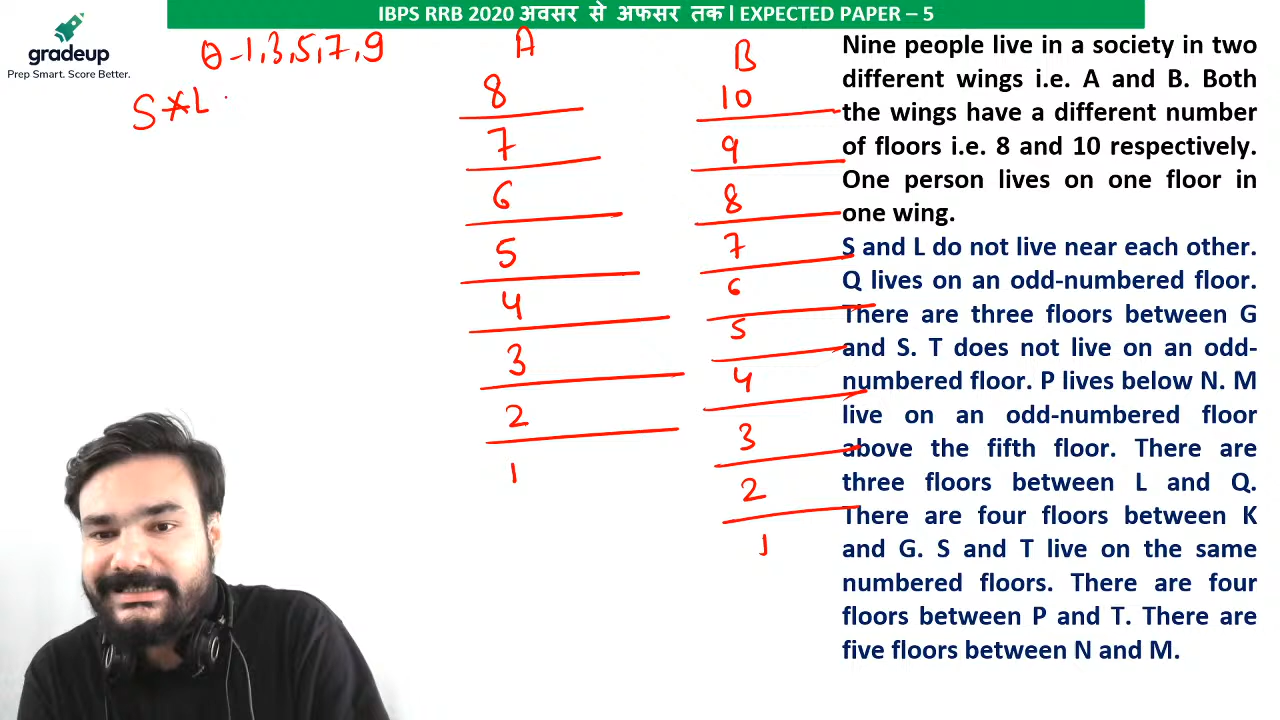 IBPS RRB 2020 अवसर से अफसर तक I EXPECTED PAPER – 5
gradeup
Prep Smart. Score Better.
Q - 1,3,5,7,9
S * L
A
8
7
6
5
4
3
2
1
B
10
9
8
7
6
5
4
3
2
1
Nine people live in a society in two
different wings i.e. A and B. Both
the wings have a different number
of floors i.e. 8 and 10 respectively.
One person lives on one floor in
one wing.
S and L do not live near each other.
Q lives on an odd-numbered floor.
There are three floors between G
and S. T does not live on an odd-
numbered floor. P lives below N. M
live on an odd-numbered floor
above the fifth floor. There are
three floors between L and Q.
There are four floors between K
and G. S and T live on the same
numbered floors. There are four
floors between P and T. There are
five floors between N and M.